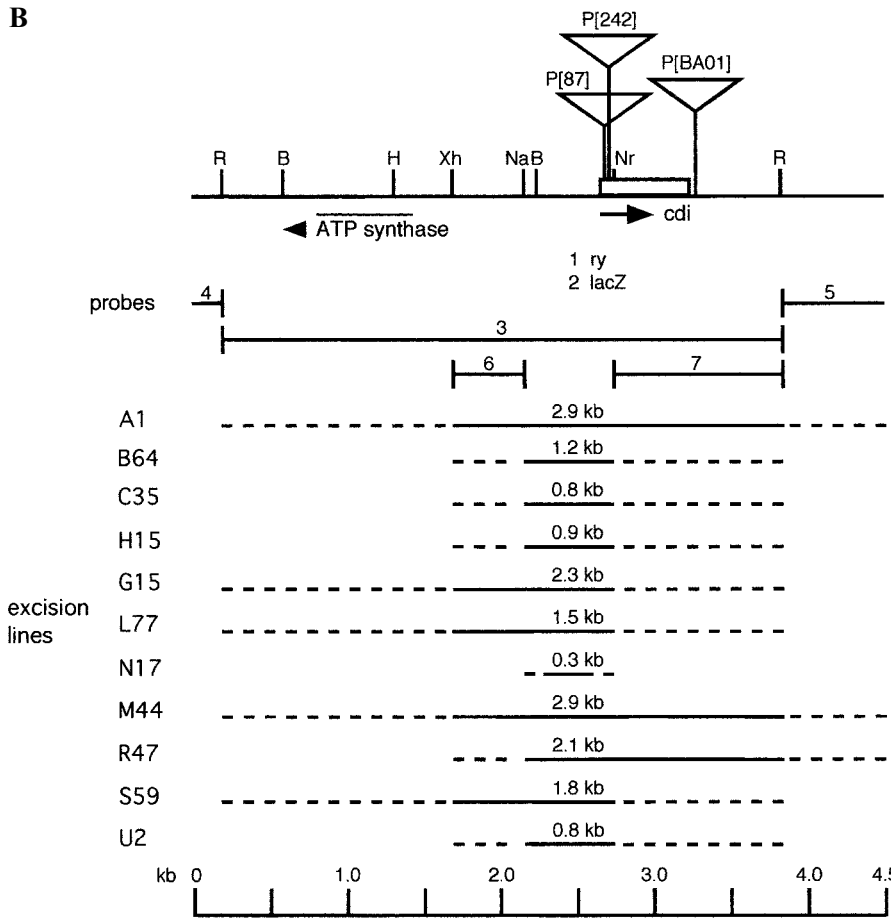 B
P[242]
P[87] P[BA01]
R B H Xh Na B Nr R
ATP synthase cdi
1 ry
2 lacZ
probes 4 5
3
6 7
A1 2.9 kb
B64 1.2 kb
C35 0.8 kb
H15 0.9 kb
G15 2.3 kb
excision lines
L77 1.5 kb
N17 0.3 kb
M44 2.9 kb
R47 2.1 kb
S59 1.8 kb
U2 0.8 kb
kb 0 1.0 2.0 3.0 4.0 4.5